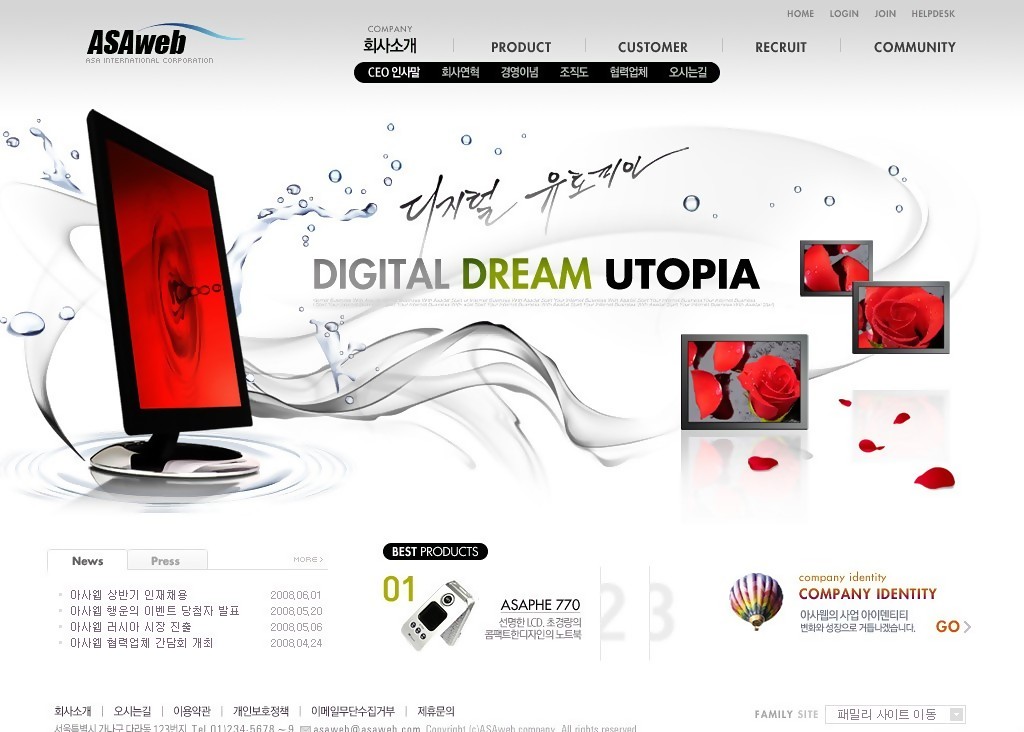 HOME LOGIN JOIN HELPDESK
ASAweb
ASA INTERNATIONAL CORPORATION
COMPANY
회사소개 PRODUCT CUSTOMER RECRUIT COMMUNITY
CEO 인사말 회사연혁 경영이념 조직도 협력업체 오시는길
디지털 유토피아
DIGITAL DREAM UTOPIA
BEST PRODUCTS
News Press MORE >
01 2 3
아사웹 상반기 인재채용 2008,06,01
아사웹 행운의 이벤트 당첨자 발표 2008,05,20
아사웹 러시아 시장 진출 2008,05,06
아사웹 협력업체 간담회 개최 2008,04,24
ASAPHE 770
선명한 LCD. 초경량의
콤팩트한디자인의 노트북
company identity
COMPANY IDENTITY
아사웹의 사업 아이덴티티
변화와 성장으로 거듭나겠습니다.
GO >
회사소개 | 오시는길 | 이용약관 | 개인보호정책 | 이메일무단수집거부 | 제휴문의
FAMILY SITE 패밀리 사이트 이동
서울특별시 가나구 다라동 123번지 Tel 01)234-5678 ~ 9 asaweb@asaweb.com Copyright (c)ASAweb company. All rights reserved